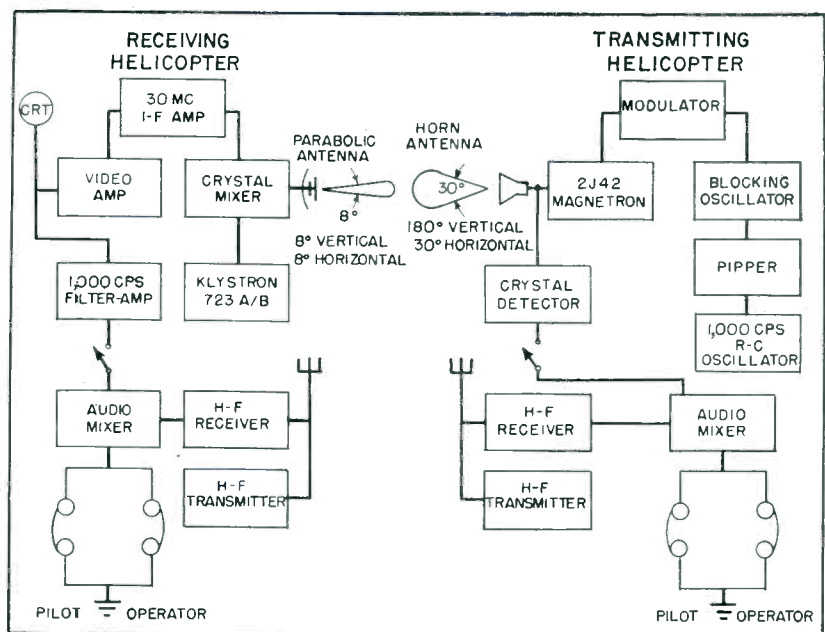 RECEIVING
HELICOPTER
TRANSMITTING
HELICOPTER
CRT
30 MC
I-F AMP
VIDEO
AMP
CRYSTAL
MIXER
PARABOLIC
ANTENNA
8°
8° VERTICAL
8° HORIZONTAL
HORN
ANTENNA
30°
180° VERTICAL
30° HORIZONTAL
MODULATOR
2J42
MAGNETRON
BLOCKING
OSCILLATOR
1,000 CPS
FILTER-AMP
KLYSTRON
723 A/B
CRYSTAL
DETECTOR
PIPPER
1,000 CPS
R-C
OSCILLATOR
AUDIO
MIXER
H-F
RECEIVER
H-F
TRANSMITTER
H-F
RECEIVER
H-F
TRANSMITTER
AUDIO
MIXER
PILOT
OPERATOR
PILOT
OPERATOR